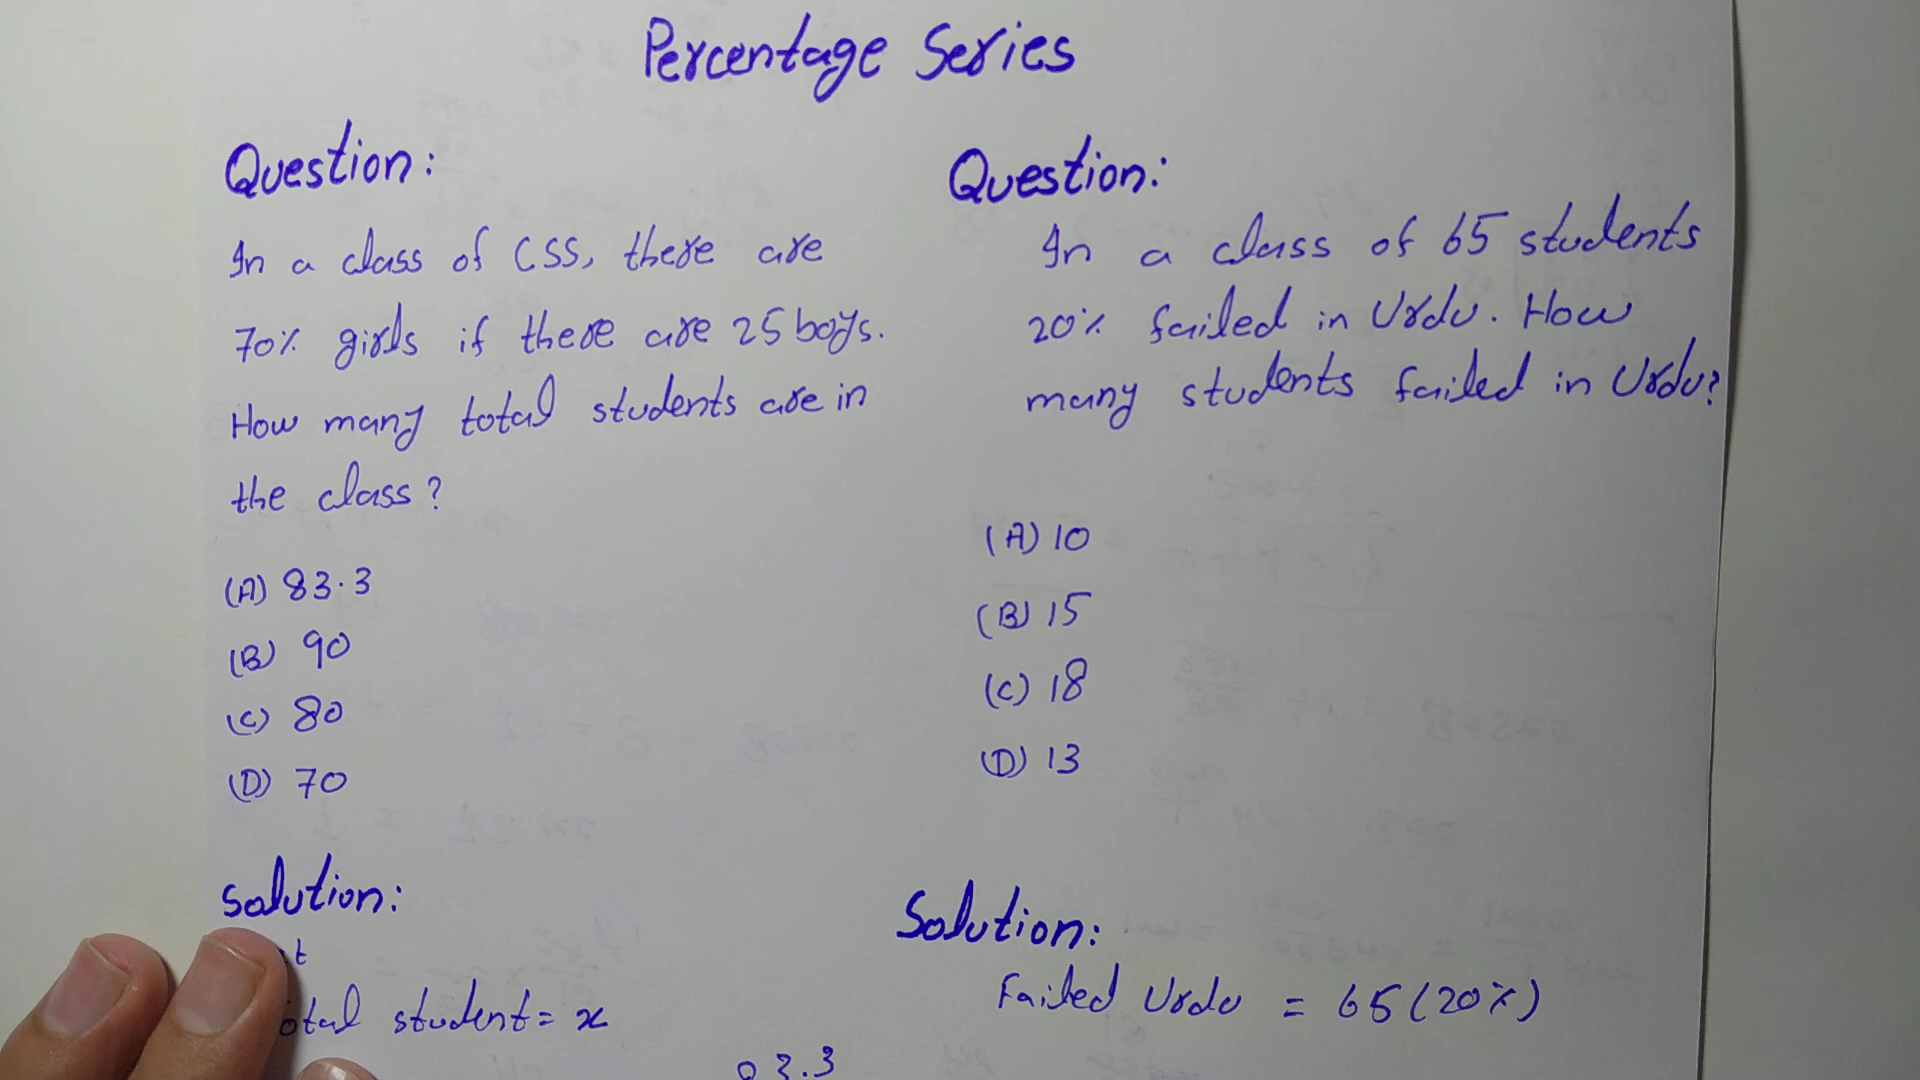 Percentage Series
Question:
In a class of CSS, there are
70% girls if there are 25 boys.
How many total students are in
the class?
(A) 83.3
(B) 90
(C) 80
(D) 70
Solution:
total student = x
Question:
In a class of 65 students
20% failed in Urdu. How
many students failed in Urdu?
(A) 10
(B) 15
(C) 18
(D) 13
Solution:
Failed Urdu = 65(20%)